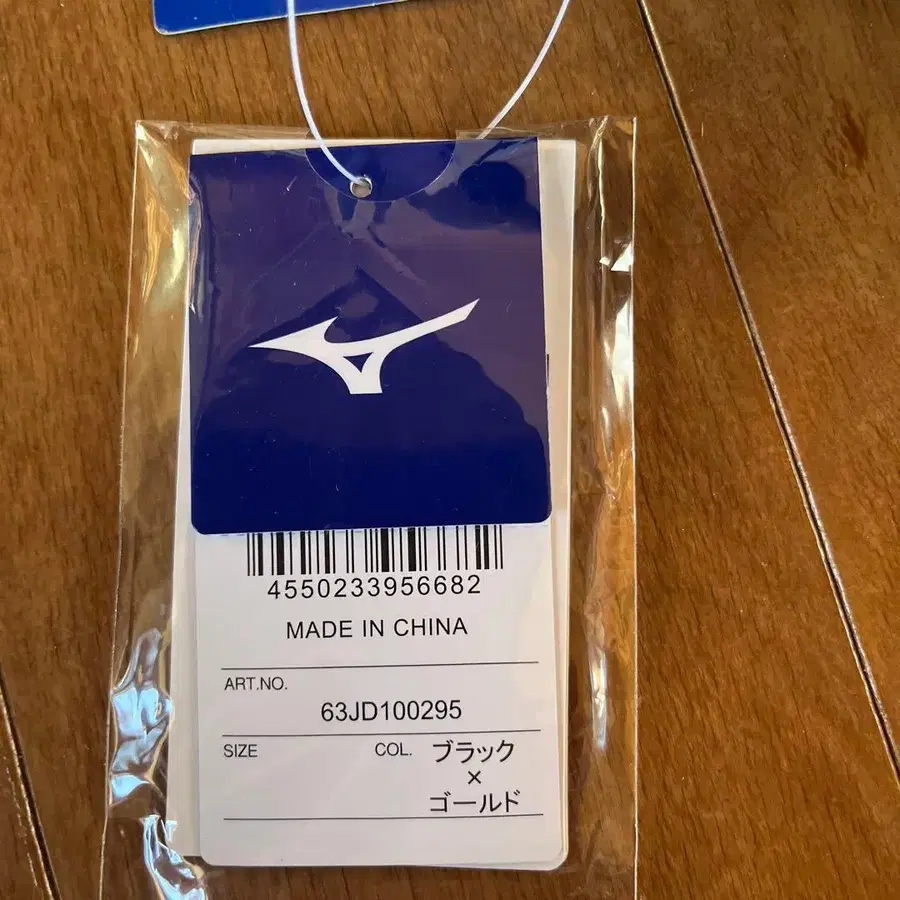 4550233956682
MADE IN CHINA
ART.NO.
63JD100295
SIZE
COL. ブラック
×
ゴールド